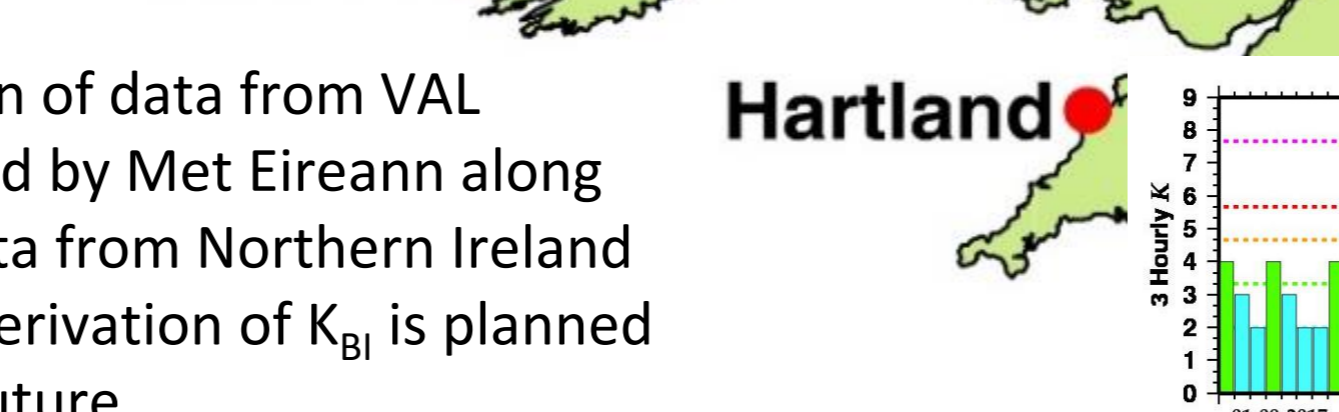 n of data from VAL
d by Met Eireann along
ta from Northern Ireland
erivation of K_BI is planned
uture
Hartland
3 Hourly K
9
8
7
6
5
4
3
2
1
0